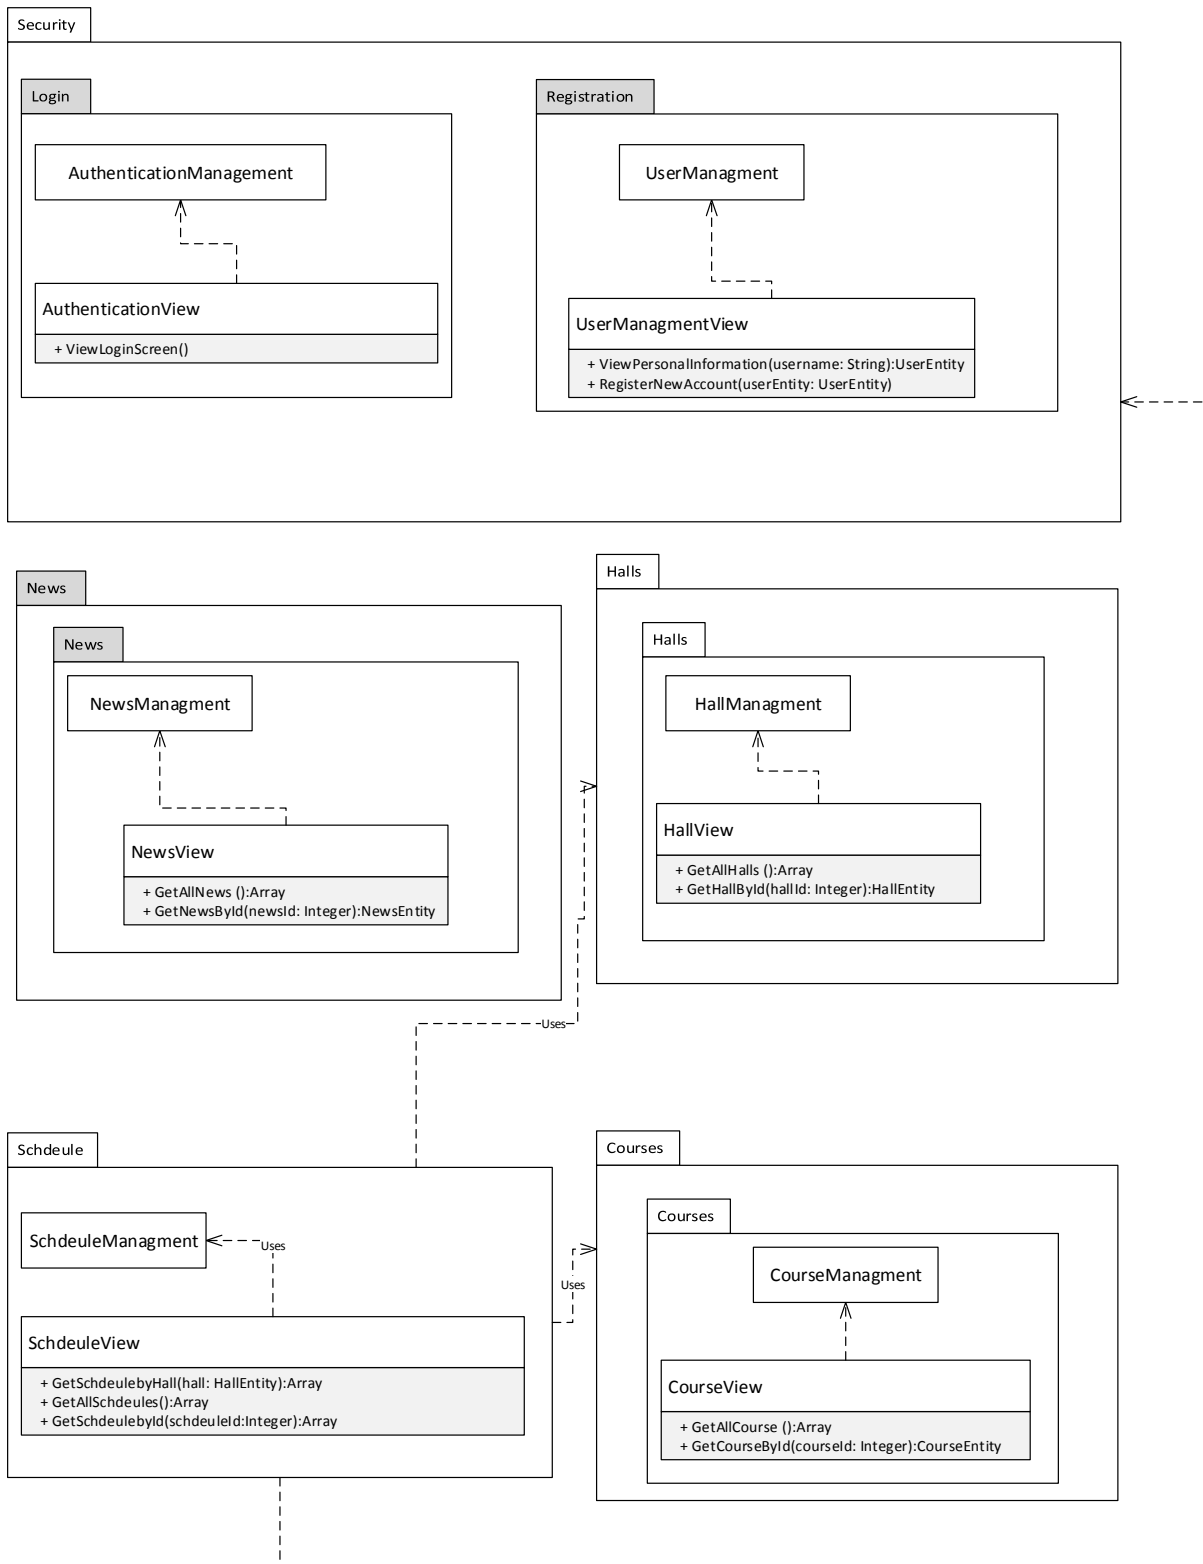 Security
Login
AuthenticationManagement
AuthenticationView
+ ViewLoginScreen()
Registration
UserManagment
UserManagmentView
+ ViewPersonalInformation(username: String):UserEntity
+ RegisterNewAccount(userEntity: UserEntity)
News
News
NewsManagment
NewsView
+ GetAllNews ():Array
+ GetNewsById(newsId: Integer):NewsEntity
Halls
Halls
HallManagment
HallView
+ GetAllHalls ():Array
+ GetHallById(hallId: Integer):HallEntity
Uses
Schdeule
SchdeuleManagment
Uses
SchdeuleView
+ GetSchdeulebyHall(hall: HallEntity):Array
+ GetAllSchdeules():Array
+ GetSchdeulebyId(schdeuleId:Integer):Array
Uses
Courses
Courses
CourseManagment
CourseView
+ GetAllCourse ():Array
+ GetCourseById(courseId: Integer):CourseEntity